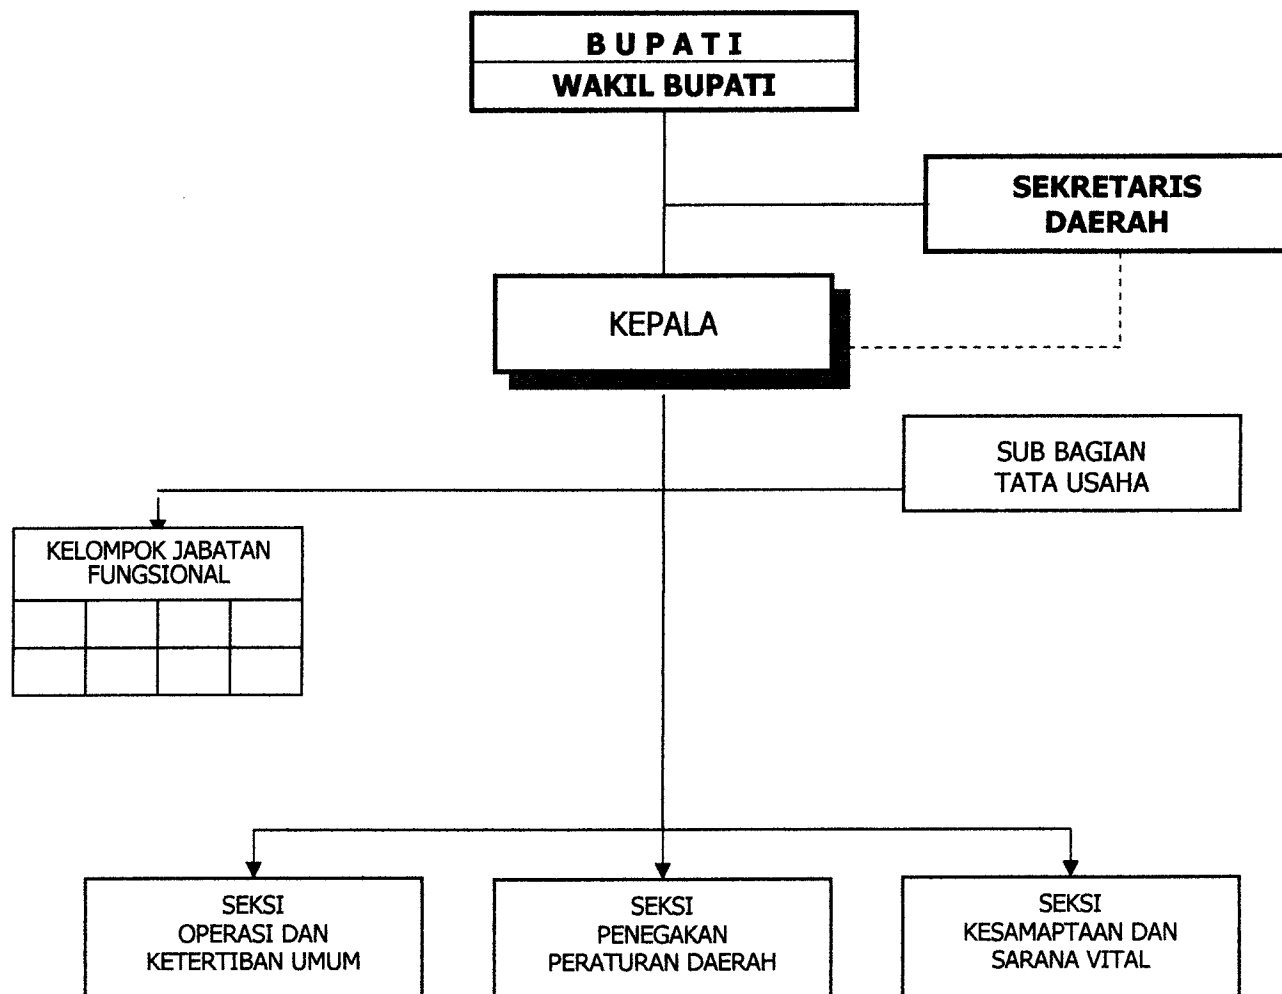 B U P A T I
WAKIL BUPATI
SEKRETARIS
DAERAH
KEPALA
SUB BAGIAN
TATA USAHA
KELOMPOK JABATAN
FUNGSIONAL
SEKSI
OPERASI DAN
KETERTIBAN UMUM
SEKSI
PENEGAKAN
PERATURAN DAERAH
SEKSI
KESAMAPTAAN DAN
SARANA VITAL